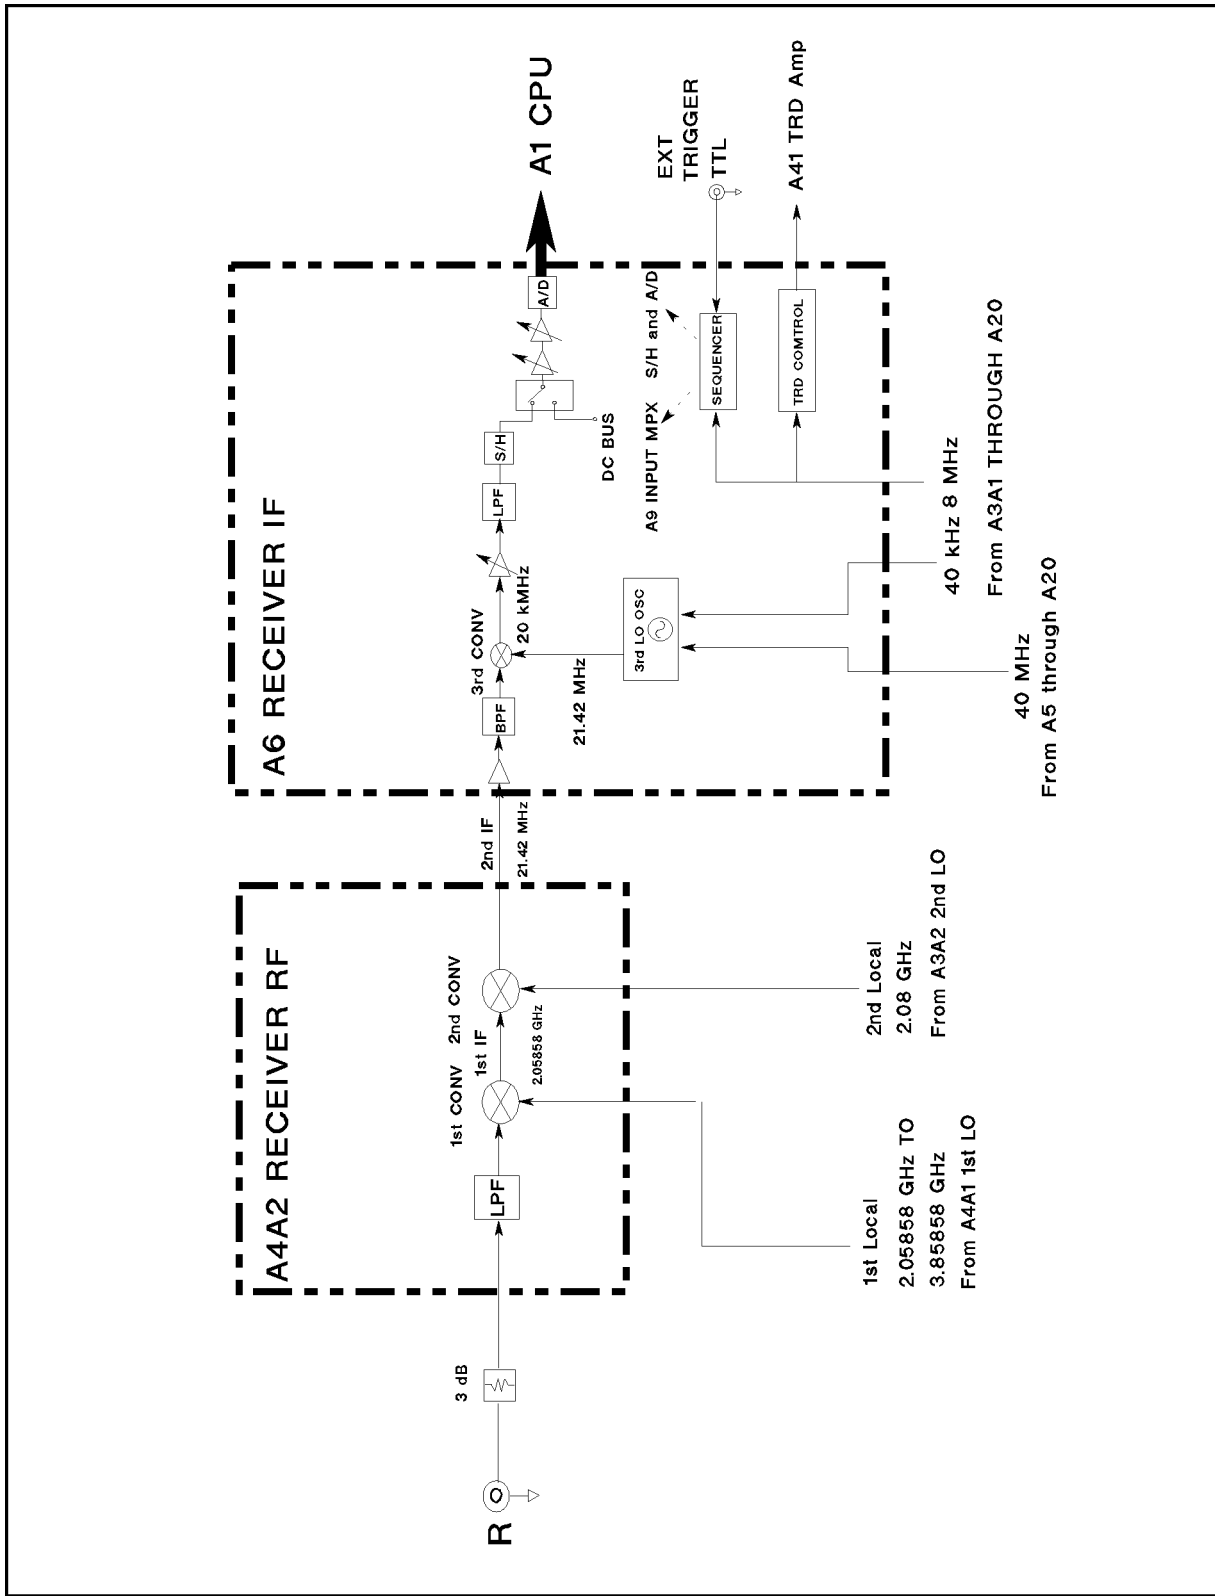 R
3 dB
A4A2 RECEIVER RF
LPF
1st CONV
1st IF
2.05858 GHz
2nd CONV
1st Local
2.05858 GHz TO
3.85858 GHz
From A4A1 1st LO
2nd Local
2.08 GHz
From A3A2 2nd LO
2nd IF
21.42 MHz
A6 RECEIVER IF
BPF
3rd CONV
20 kMHz
21.42 MHz
3rd LO OSC
LPF
S/H
DC BUS
A/D
A1 CPU
A9 INPUT MPX
S/H and A/D
SEQUENCER
EXT
TRIGGER
TTL
TRD COMTROL
A41 TRD Amp
40 kHz 8 MHz
From A3A1 THROUGH A20
40 MHz
From A5 through A20